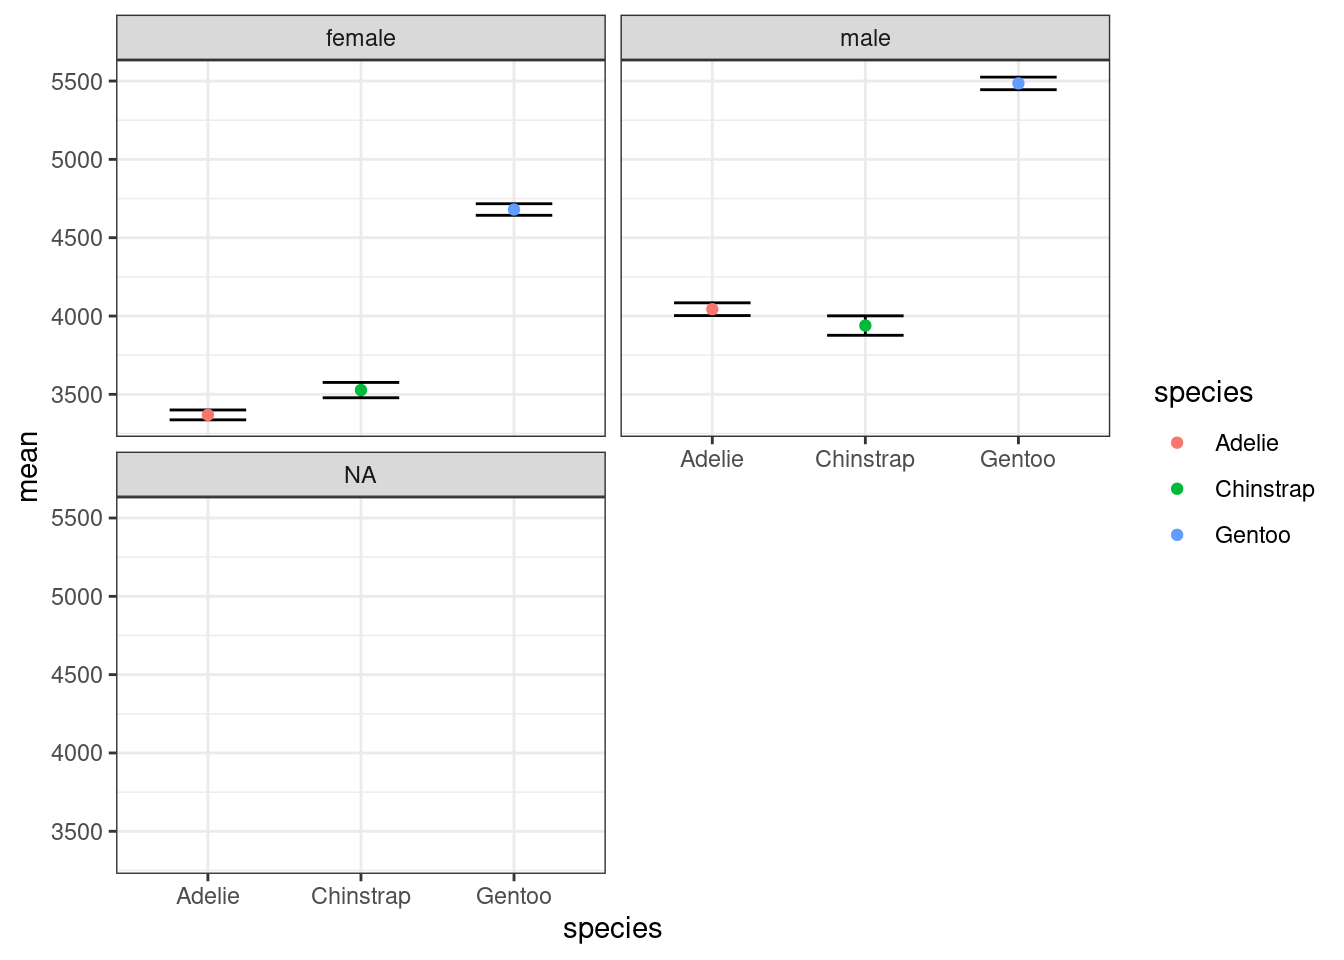 female
male
5500
5000
4500
4000
3500
Adelie Chinstrap Gentoo
NA
5500
5000
4500
4000
3500
Adelie Chinstrap Gentoo
species
mean
species
Adelie
Chinstrap
Gentoo